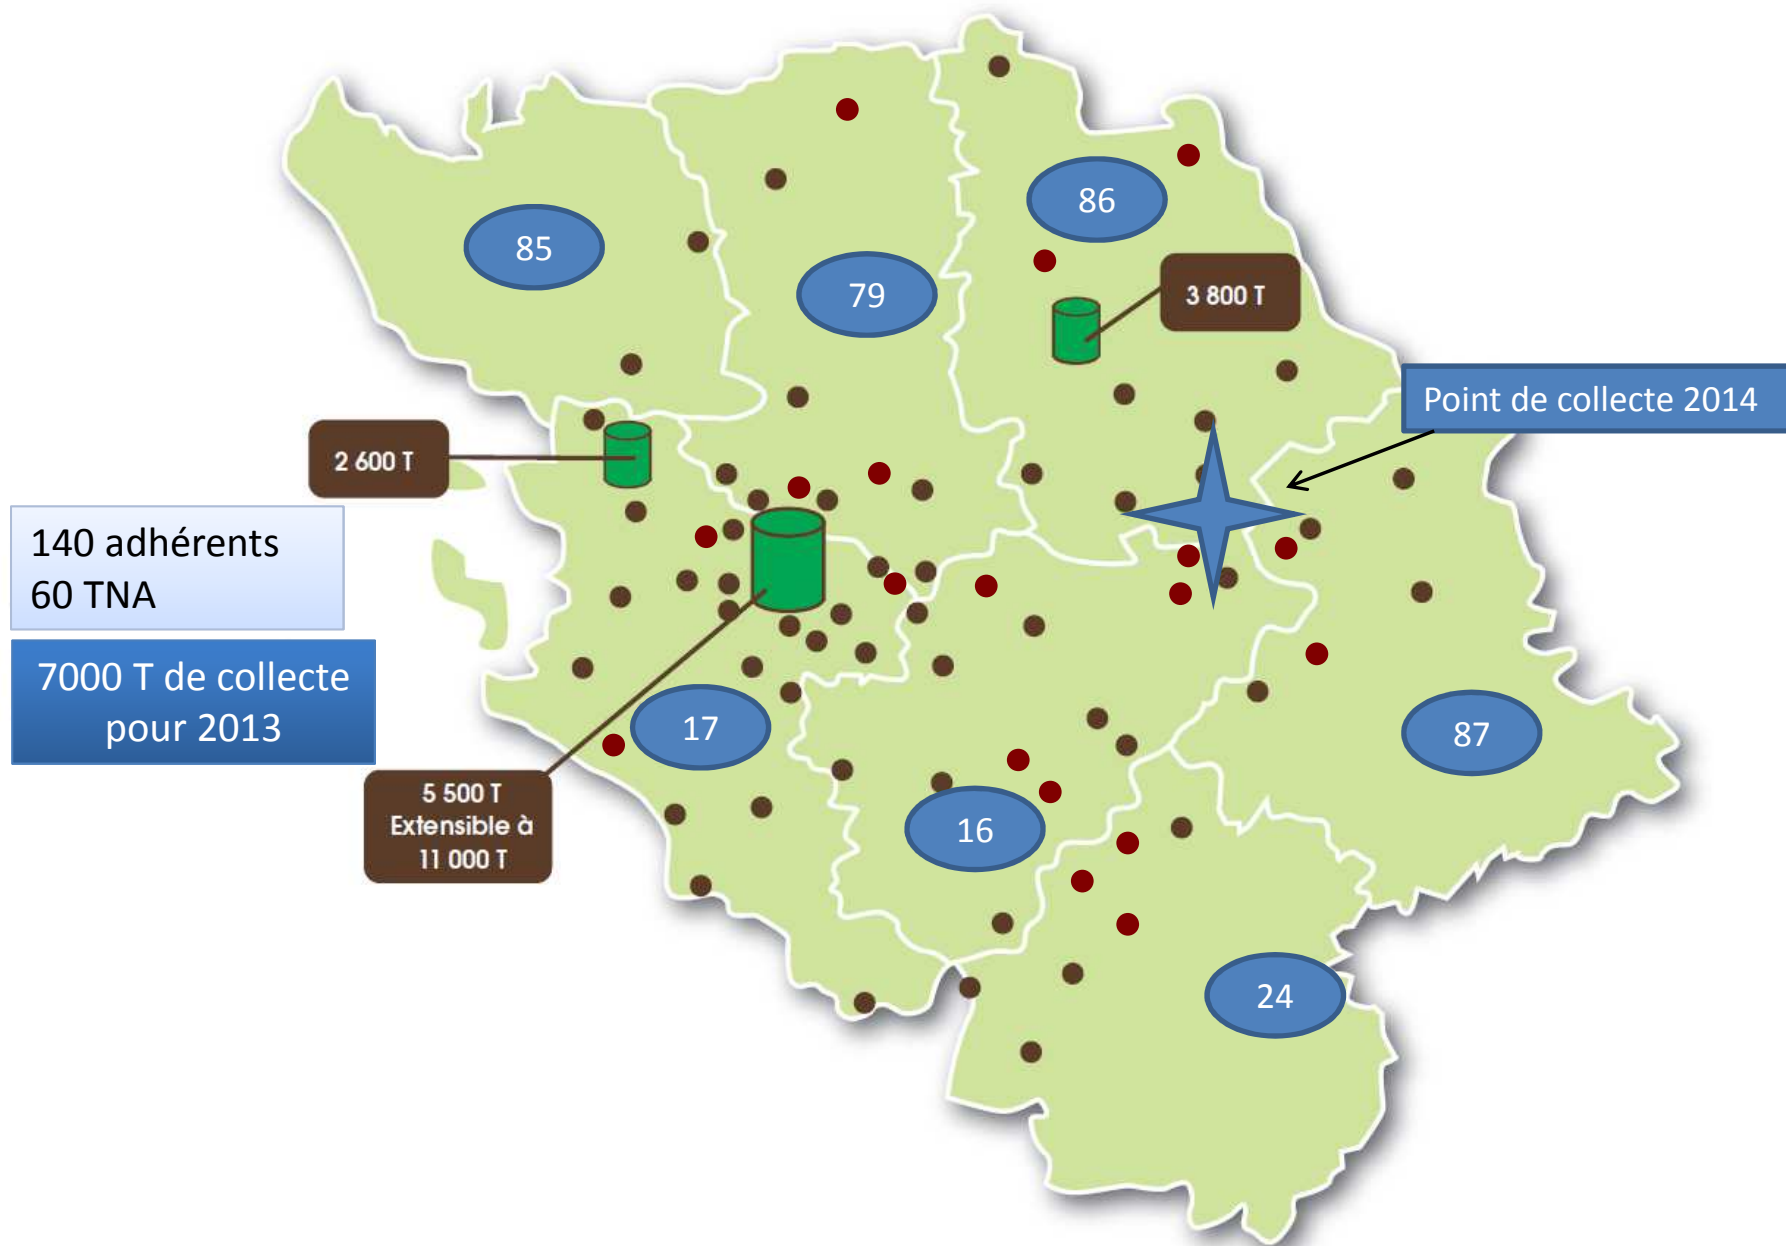 86
85
79
3 800 T
Point de collecte 2014
2 600 T
140 adhérents
60 TNA
7000 T de collecte
pour 2013
17
87
5 500 T
Extensible à
11 000 T
16
24